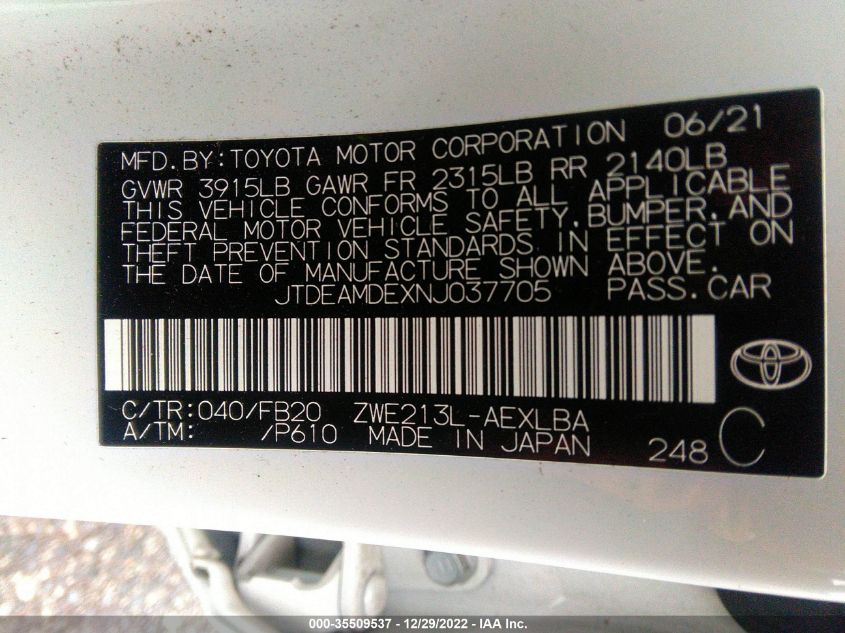 MFD. BY: TOYOTA MOTOR CORPORATION 06/21
GVWR 3915LB GAWR FR 2315LB RR 2140LB
THIS VEHICLE CONFORMS TO ALL APPLICABLE
FEDERAL MOTOR VEHICLE SAFETY, BUMPER, AND
THEFT PREVENTION STANDARDS IN EFFECT ON
THE DATE OF MANUFACTURE SHOWN ABOVE.
JTDEAMDEXNJ037705 PASS. CAR
C/TR: 040/FB20 ZWE213L-AEXLBA
A/TM: /P610 MADE IN JAPAN 248 C
000-35509537 - 12/29/2022 - IAA Inc.